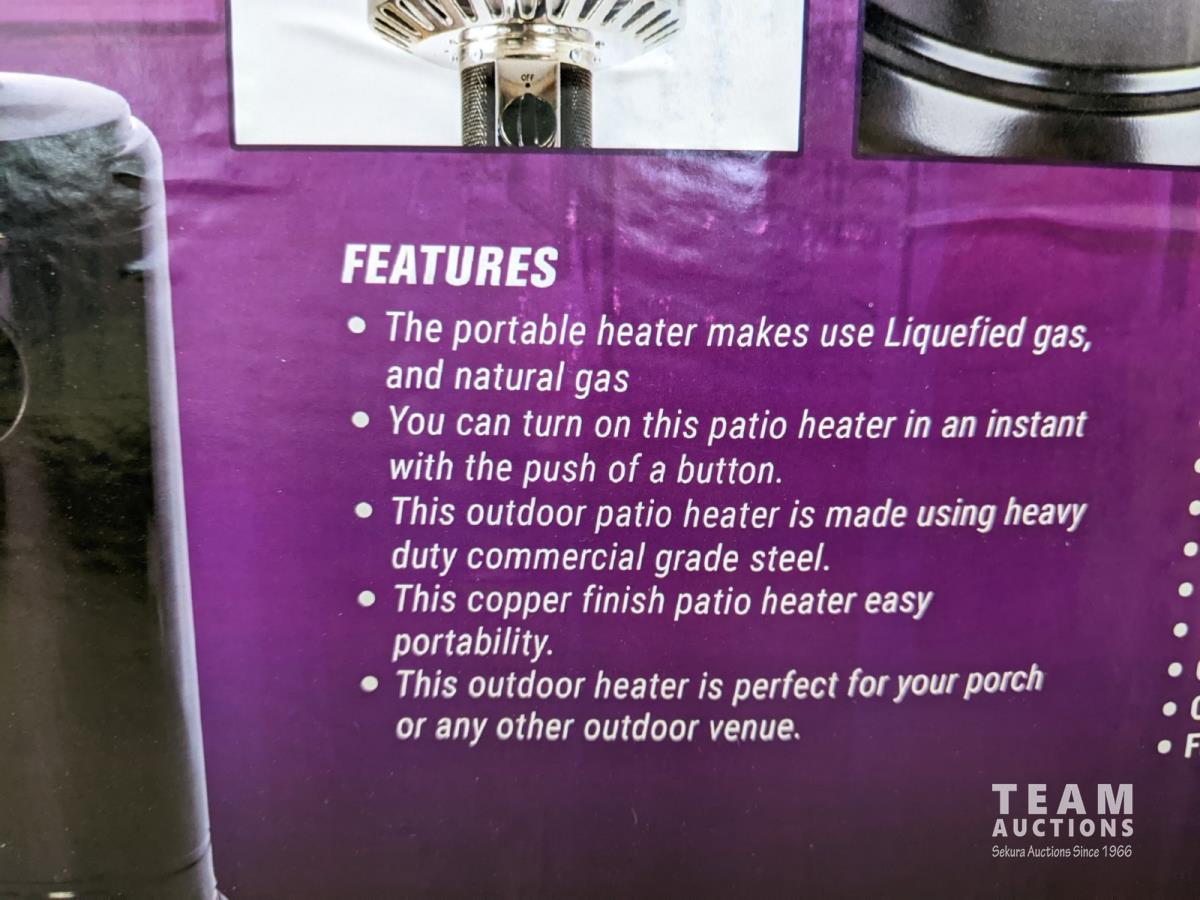 OFF
FEATURES
• The portable heater makes use Liquefied gas,
and natural gas
• You can turn on this patio heater in an instant
with the push of a button.
• This outdoor patio heater is made using heavy
duty commercial grade steel.
• This copper finish patio heater easy
portability.
• This outdoor heater is perfect for your porch
or any other outdoor venue.
TEAM
AUCTIONS
Sekura Auctions Since 1966